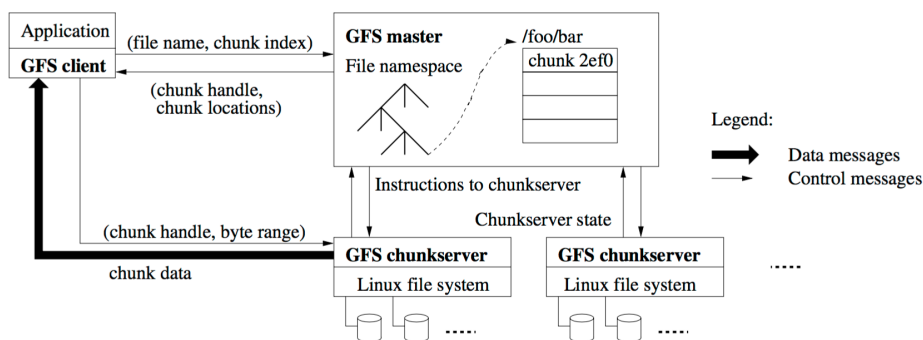 Application
GFS client
(file name, chunk index)
(chunk handle,
chunk locations)
GFS master
File namespace
/foo/bar
chunk 2ef0
Legend:
Data messages
Control messages
Instructions to chunkserver
Chunkserver state
(chunk handle, byte range)
chunk data
GFS chunkserver
Linux file system
GFS chunkserver
Linux file system